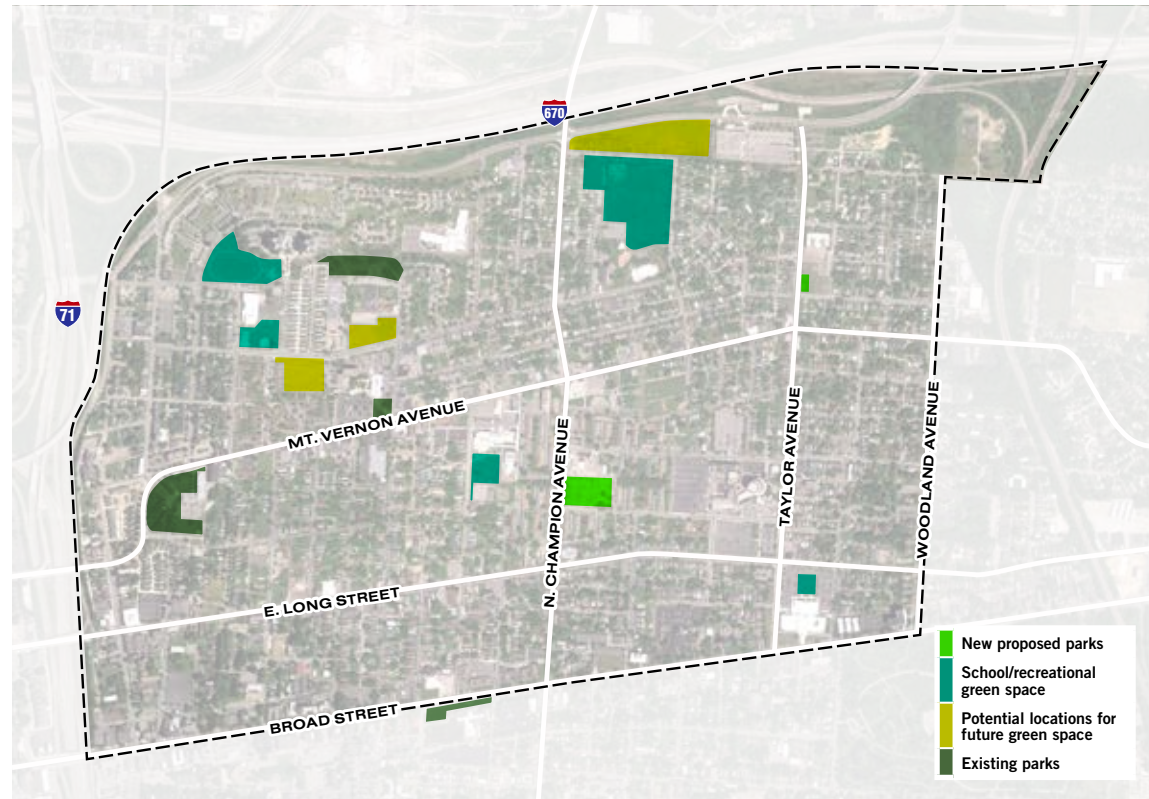 670
71
MT. VERNON AVENUE
N. CHAMPION AVENUE
TAYLOR AVENUE
WOODLAND AVENUE
E. LONG STREET
BROAD STREET
New proposed parks
School/recreational
green space
Potential locations for
future green space
Existing parks